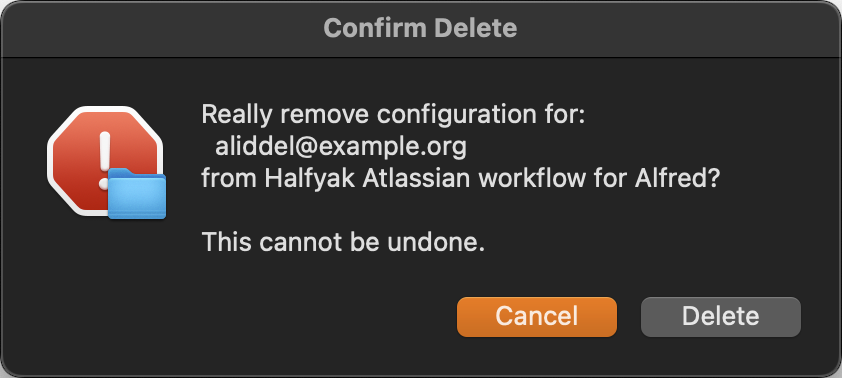 Confirm Delete
Really remove configuration for:
aliddel@example.org
from Halfyak Atlassian workflow for Alfred?
This cannot be undone.
Cancel Delete